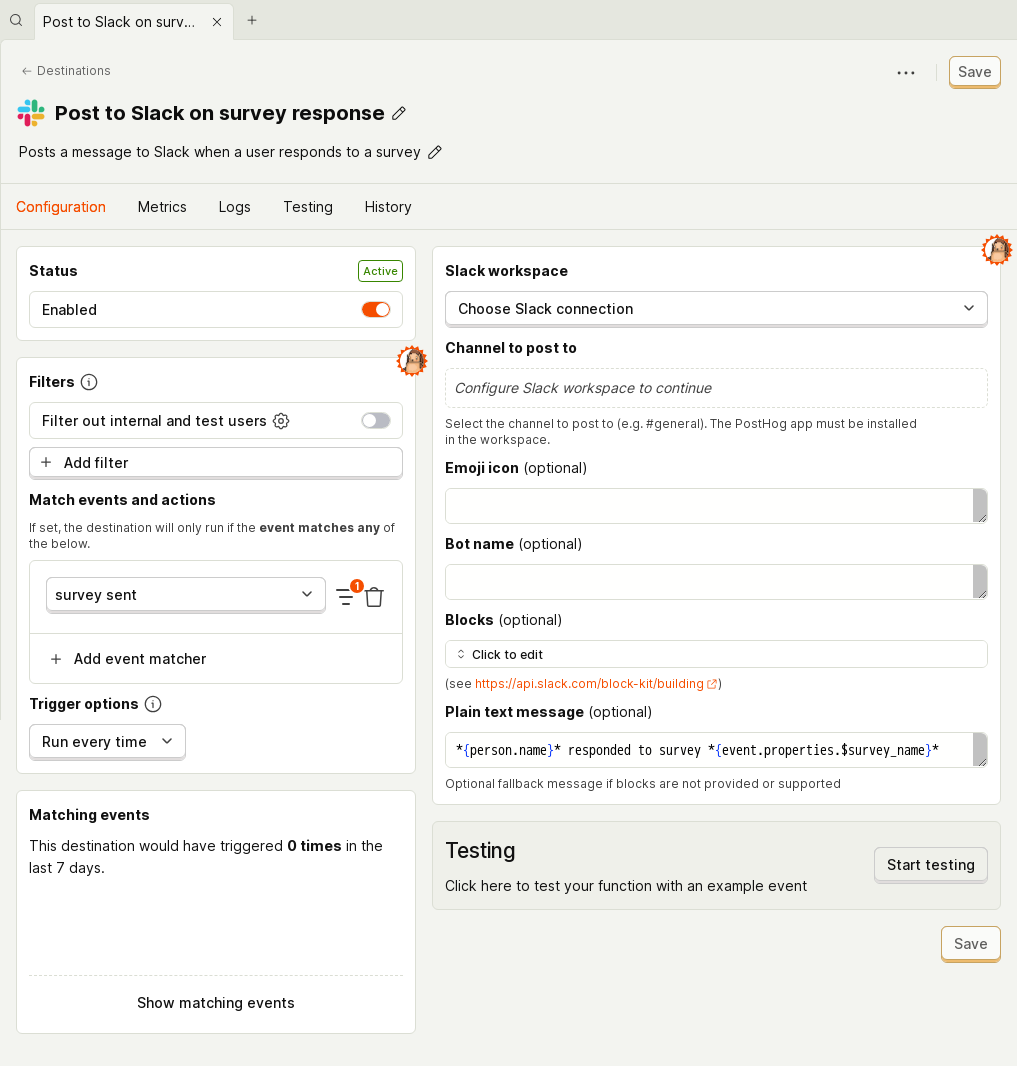 Post to Slack on surv...
Destinations
Save
Post to Slack on survey response
Posts a message to Slack when a user responds to a survey
Configuration
Metrics
Logs
Testing
History
Status
Active
Enabled
Filters
Filter out internal and test users
Add filter
Match events and actions
If set, the destination will only run if the event matches any of
the below.
survey sent
1
Add event matcher
Trigger options
Run every time
Matching events
This destination would have triggered 0 times in the
last 7 days.
Show matching events
Slack workspace
Choose Slack connection
Channel to post to
Configure Slack workspace to continue
Select the channel to post to (e.g. #general). The PostHog app must be installed
in the workspace.
Emoji icon (optional)
Bot name (optional)
Blocks (optional)
Click to edit
(see https://api.slack.com/block-kit/building)
Plain text message (optional)
*{person.name}* responded to survey *{event.properties.$survey_name}*
Optional fallback message if blocks are not provided or supported
Testing
Click here to test your function with an example event
Start testing
Save